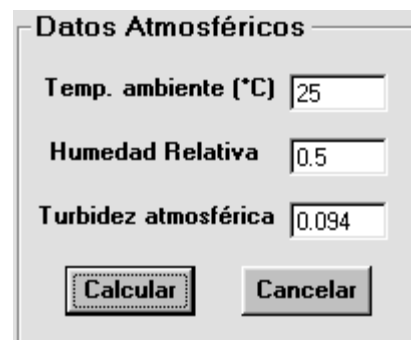 Datos Atmosféricos
Temp. ambiente (°C) 25
Humedad Relativa 0.5
Turbidez atmosférica 0.094
Calcular Cancelar